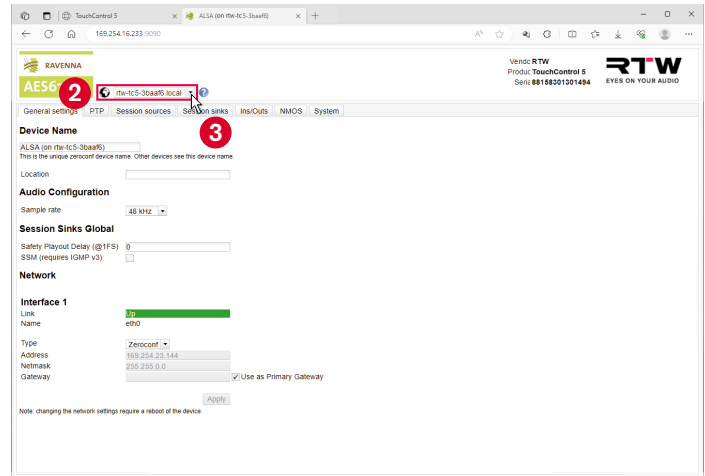 TouchControl 5
ALSA (on rtw-tc5-3baaf6)
169.254.16.233:9090
RAVENNA
AES6
Vendc RTW
Produc TouchControl 5
Seria 88158301301494
RTW
EYES ON YOUR AUDIO
2
rtw-tc5-3baaf6.local
3
General settings PTP Session sources Session sinks Ins/Outs NMOS System
Device Name
ALSA (on rtw-tc5-3baaf6)
This is the unique zeroconf device name. Other devices see this device name.
Location
Audio Configuration
Sample rate 48 kHz
Session Sinks Global
Safety Playout Delay (@1FS) 0
SSM (requires IGMP v3)
Network
Interface 1
Link Up
Name eth0
Type Zeroconf
Address 169.254.23.144
Netmask 255.255.0.0
Gateway Use as Primary Gateway
Apply
Note: changing the network settings require a reboot of the device.